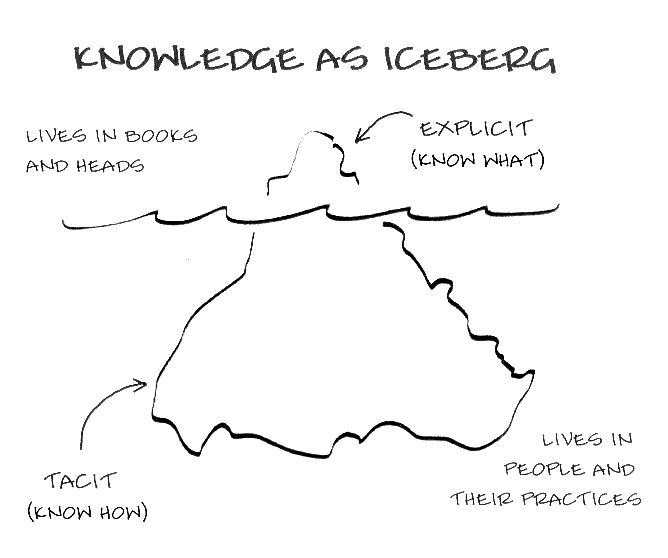 KNOWLEDGE AS ICEBERG
LIVES IN BOOKS
AND HEADS
EXPLICIT
(KNOW WHAT)
TACIT
(KNOW HOW)
LIVES IN
PEOPLE AND
THEIR PRACTICES